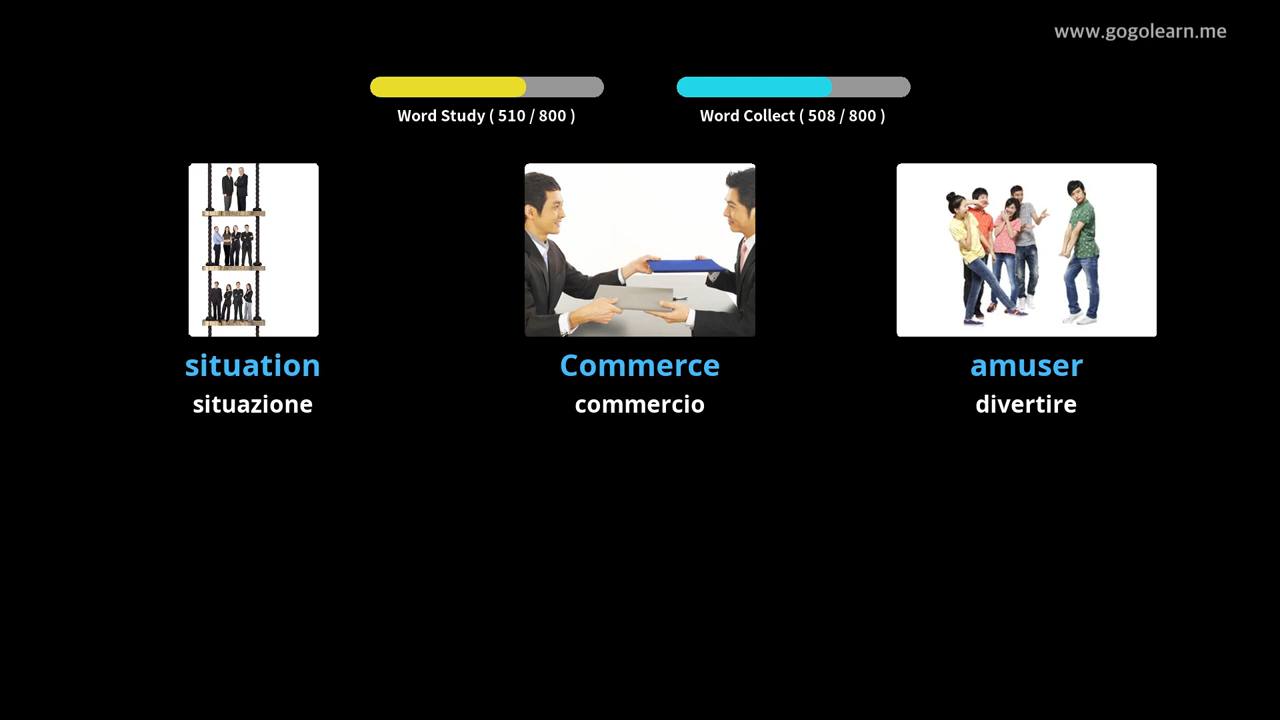 www.gogolearn.me
Word Study ( 510 / 800 )
Word Collect ( 508 / 800 )
situation
situazione
Commerce
commercio
amuser
divertire